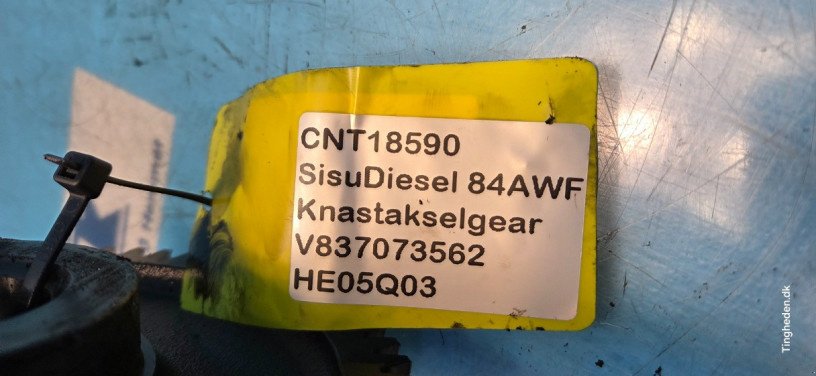 CNT18590
SisuDiesel 84AWF
Knastakselgear
V837073562
HE05Q03
Tingheden.dk